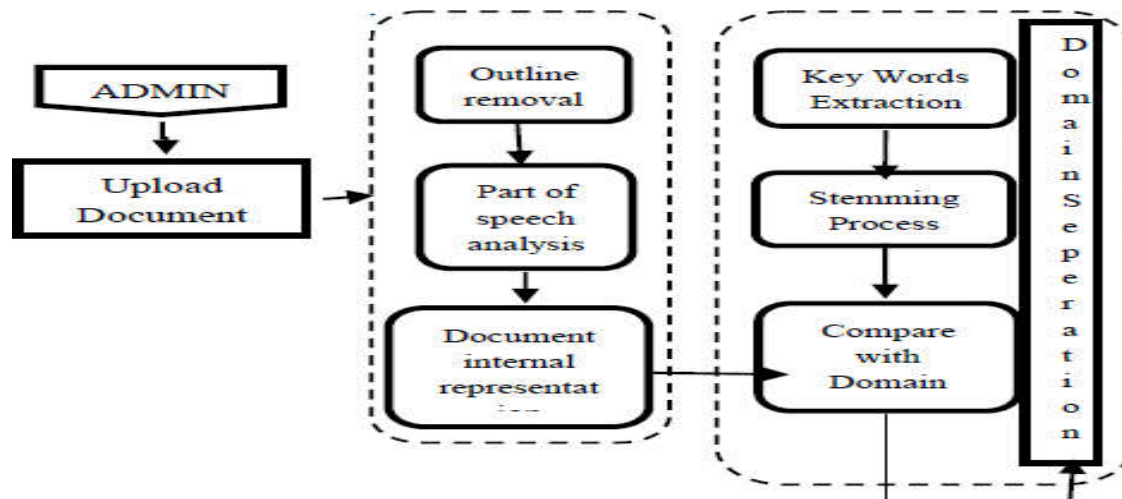 ADMIN
Upload
Document
Outline
removal
Part of
speech
analysis
Document
internal
representat
Key Words
Extraction
Stemming
Process
Compare
with
Domain
DomainSeperation